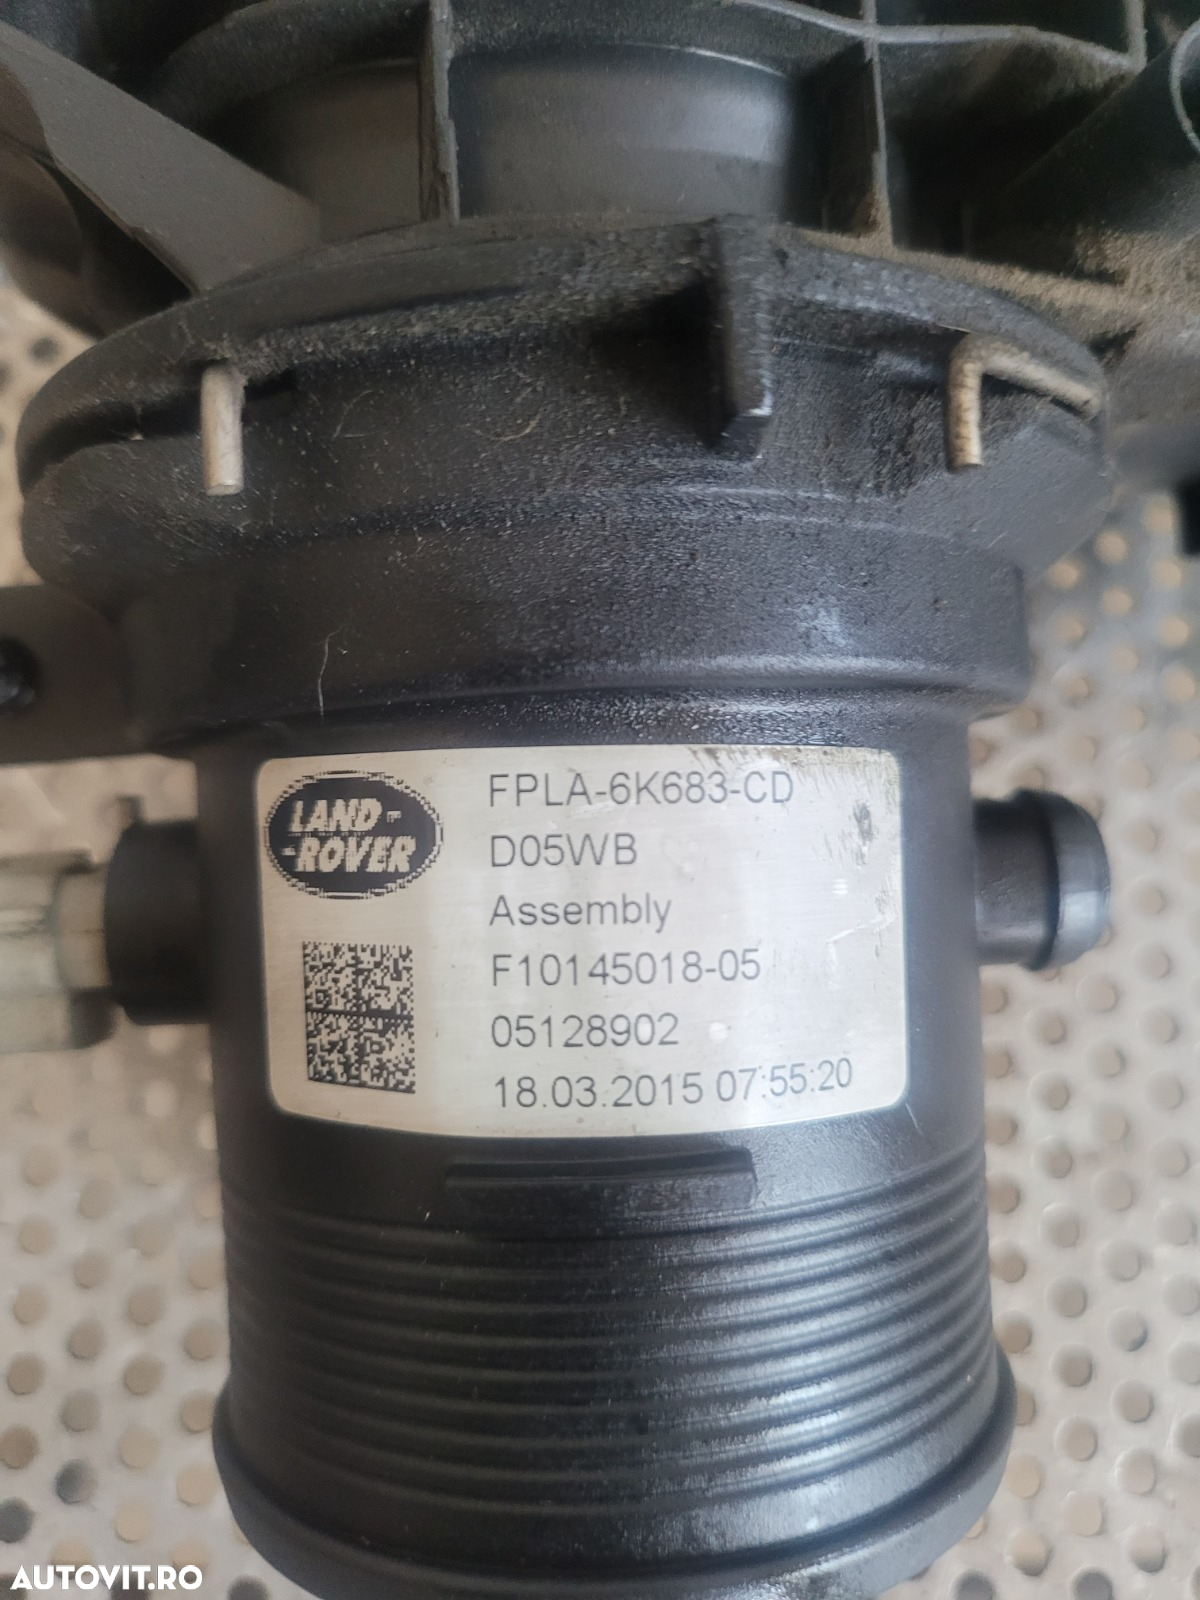 LAND-
-ROVER
FPLA-6K683-CD
D05WB
Assembly
F10145018-05
05128902
18.03.2015 07:55:20
AUTOVIT.RO